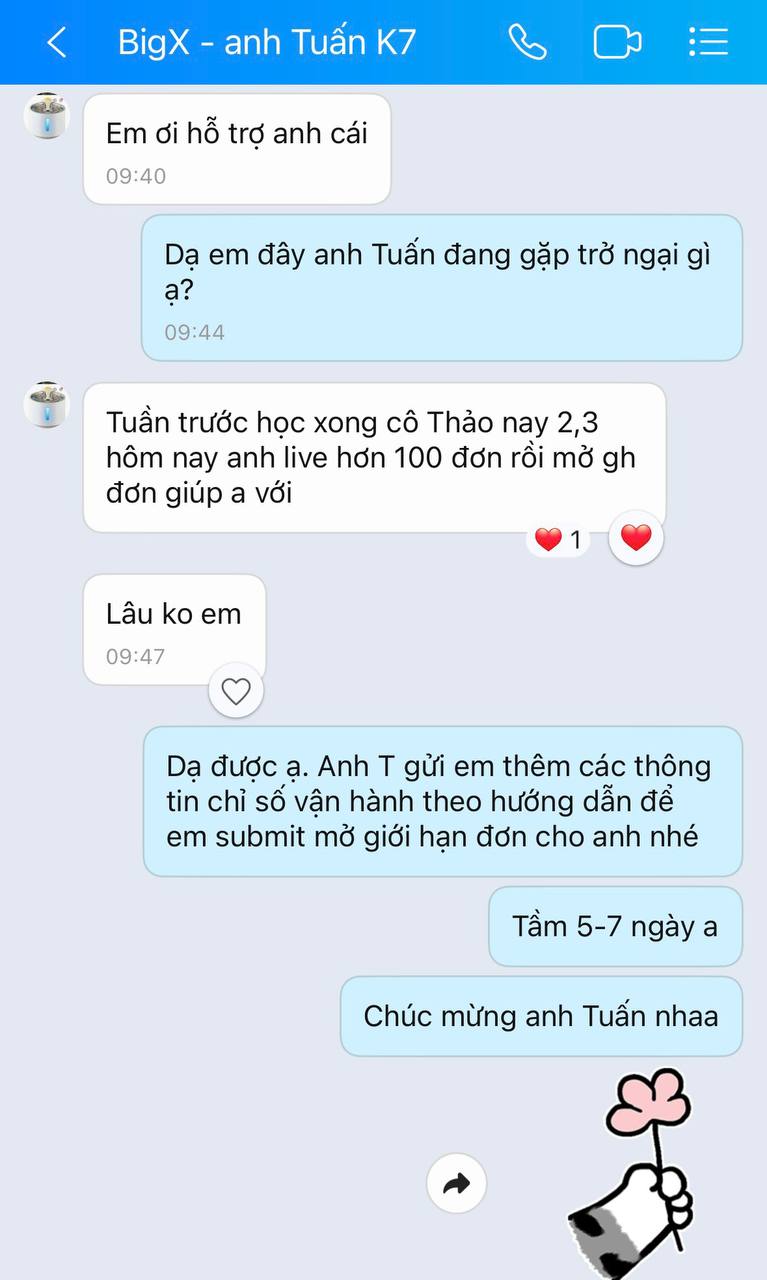 BigX - anh Tuấn K7
Em ơi hỗ trợ anh cái
09:40
Dạ em đây anh Tuấn đang gặp trở ngại gì
ạ?
09:44
Tuần trước học xong cô Thảo nay 2,3
hôm nay anh live hơn 100 đơn rồi mở gh
đơn giúp a với
1
Lâu ko em
09:47
Dạ được ạ. Anh T gửi em thêm các thông
tin chỉ số vận hành theo hướng dẫn để
em submit mở giới hạn đơn cho anh nhé
Tầm 5-7 ngày a
Chúc mừng anh Tuấn nhaa